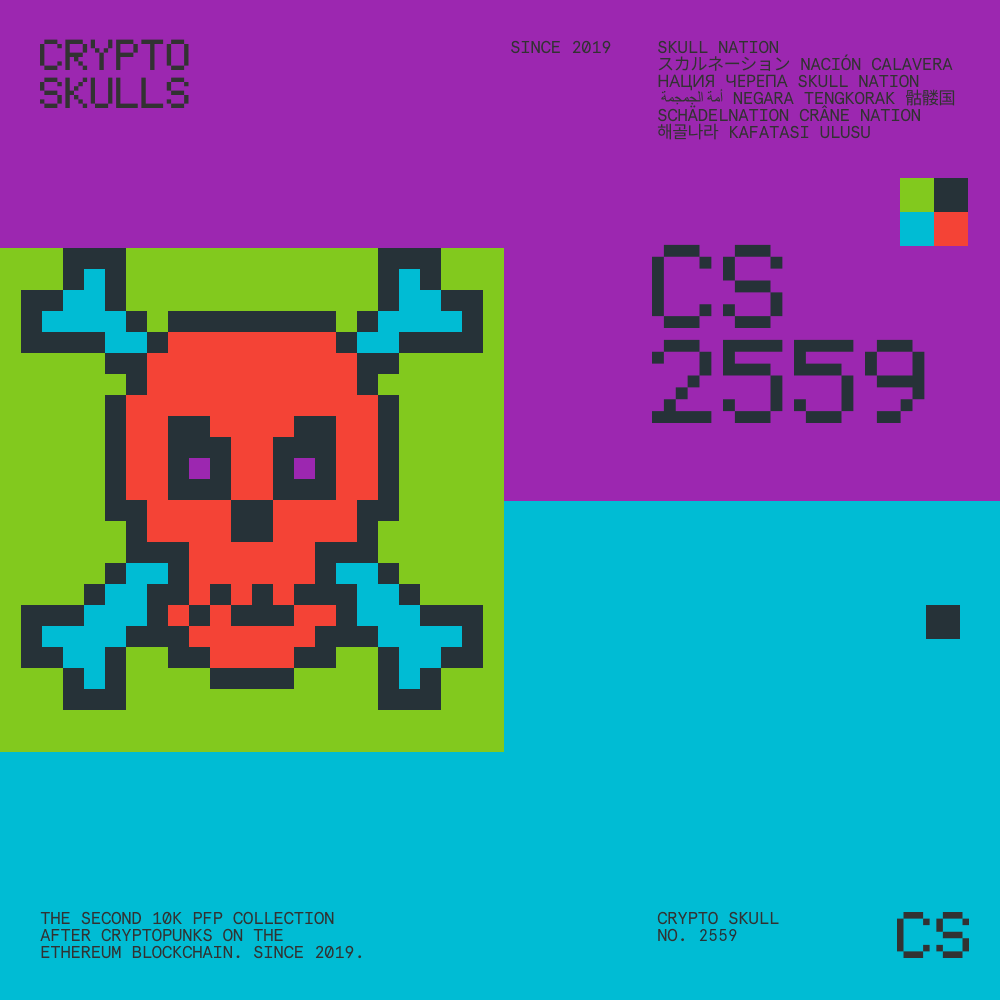 CRYPTO
SKULLS
SINCE 2019
SKULL NATION
スカルネーション NACIÓN CALAVERA
НАЦИЯ ЧЕРЕПА SKULL NATION
أمة الجمجمة NEGARA TENGKORAK 骷髅国
SCHÄDELNATION CRÂNE NATION
해골나라 KAFATASI ULUSU
CS
2559
THE SECOND 10K PFP COLLECTION
AFTER CRYPTOPUNKS ON THE
ETHEREUM BLOCKCHAIN. SINCE 2019.
CRYPTO SKULL
NO. 2559
CS